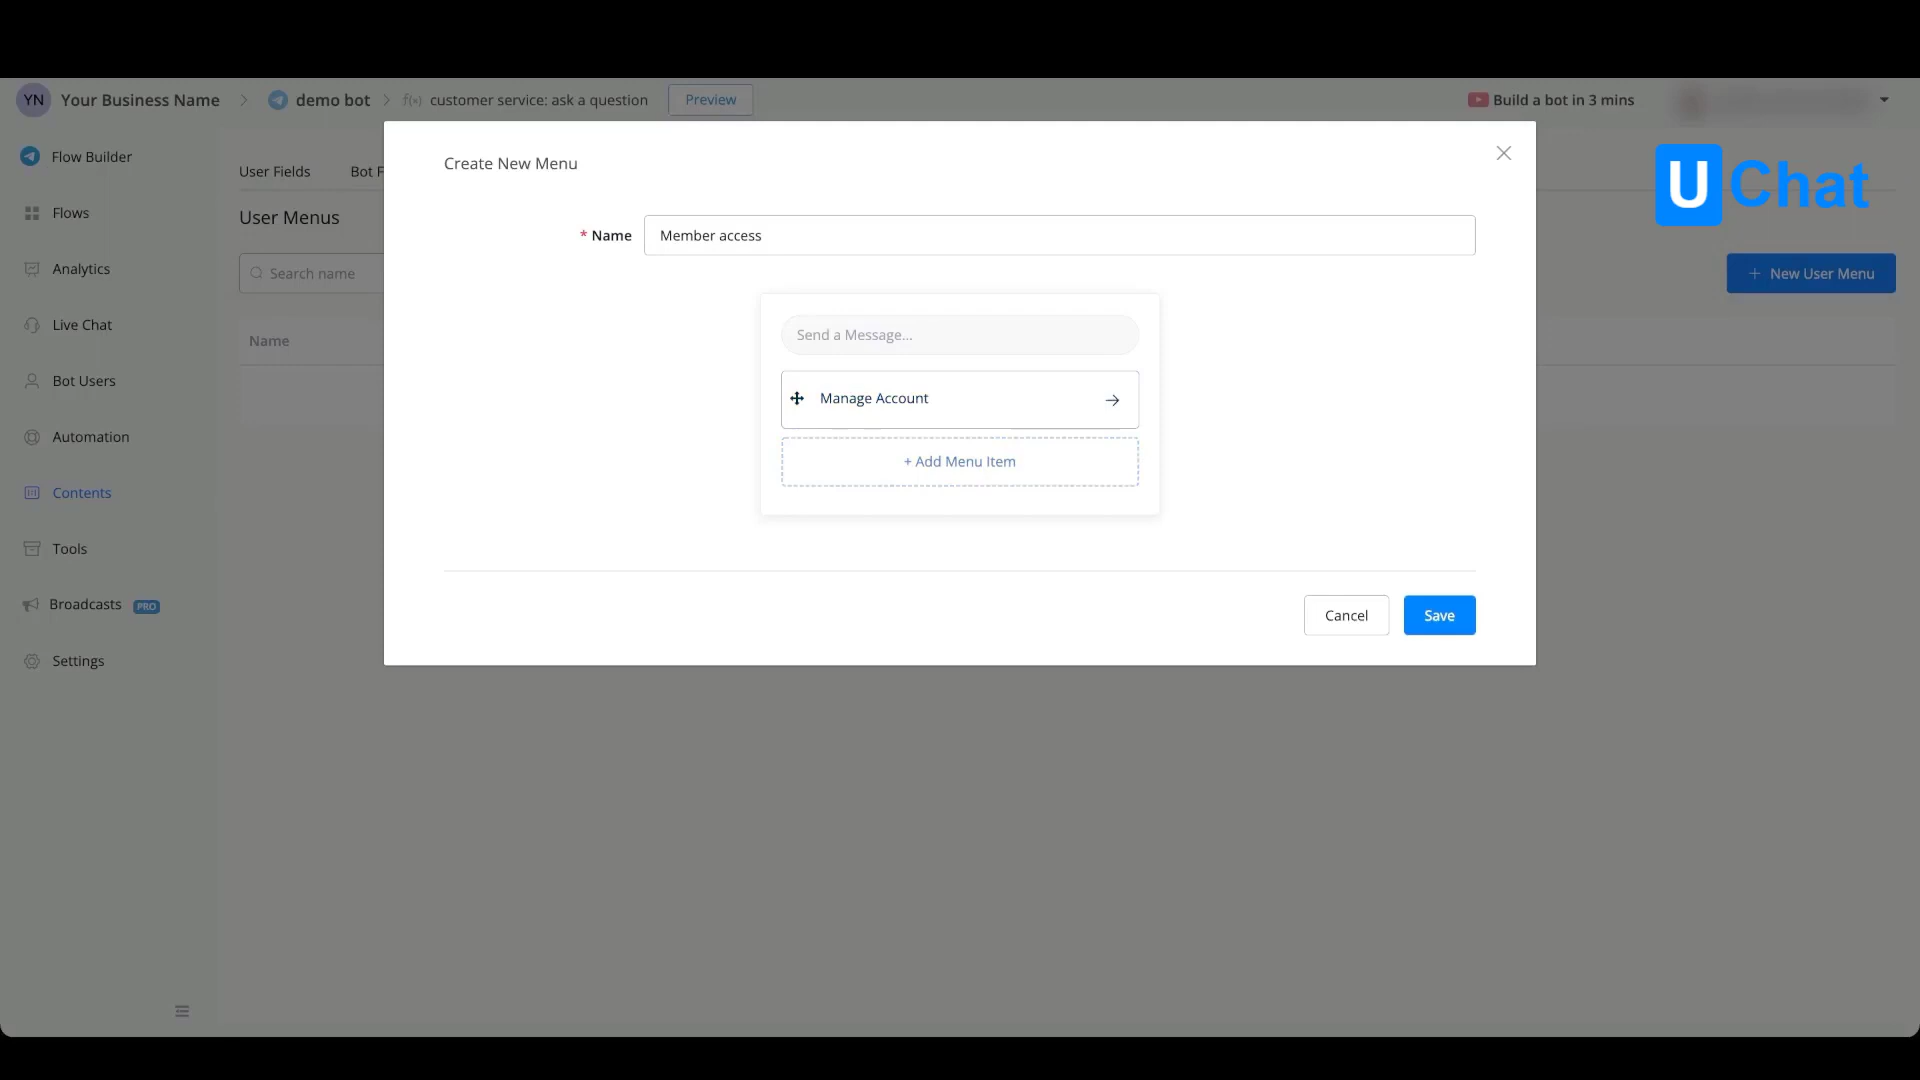 YN Your Business Name > demo bot > f(x) customer service: ask a question Preview Build a bot in 3 mins
Flow Builder
Flows
Analytics
Live Chat
Bot Users
Automation
Contents
Tools
Broadcasts PRO
Settings
User Fields Bot F
User Menus
Search name
Name
+ New User Menu
U Chat
Create New Menu
* Name Member access
Send a Message...
Manage Account
+ Add Menu Item
Cancel Save